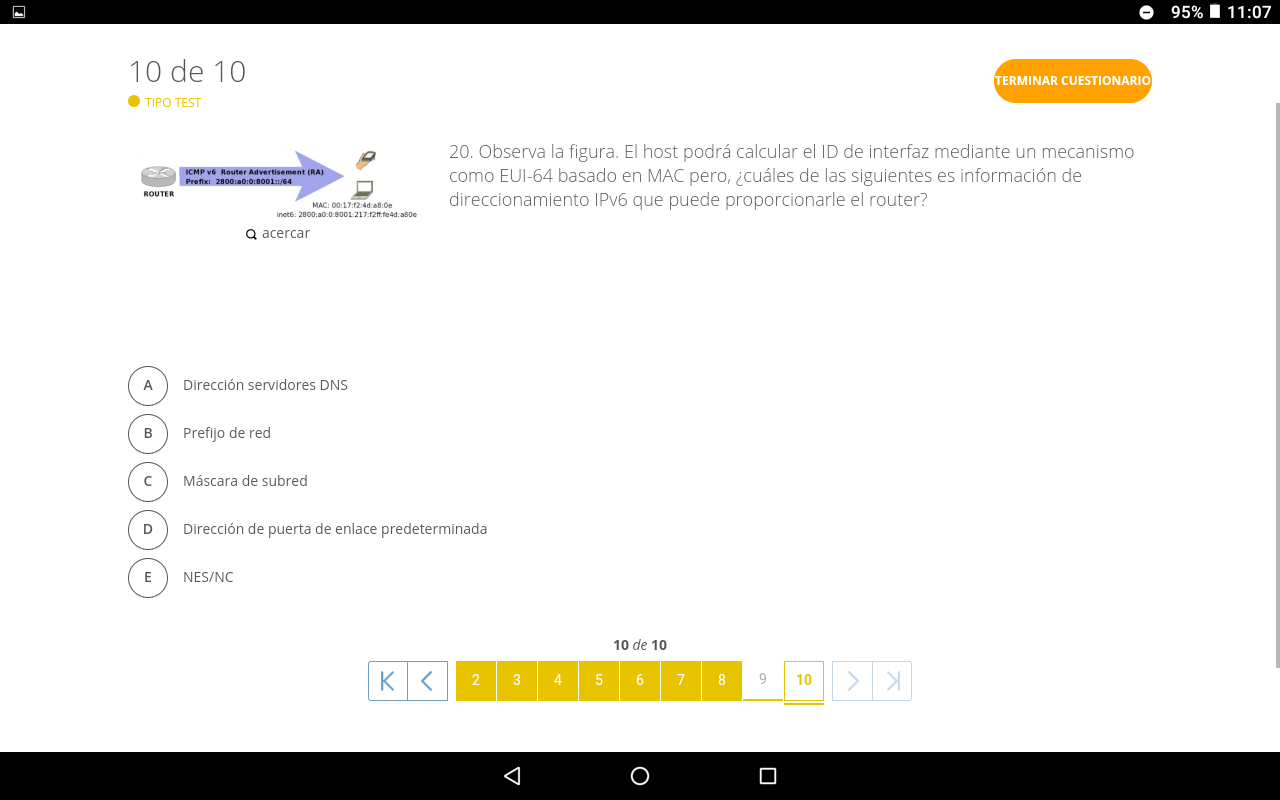 95% 11:07
10 de 10
TIPO TEST
TERMINAR CUESTIONARIO
ICMP v6 Router Advertisement (RA)
Prefix: 2800:a0:0:8001::/64
ROUTER
MAC: 00:17:f2:4d:a8:0e
inet6: 2800:a0:0:8001:217:f2ff:fe4d:a80e
acercar
20. Observa la figura. El host podrá calcular el ID de interfaz mediante un mecanismo
como EUI-64 basado en MAC pero, ¿cuáles de las siguientes es información de
direccionamiento IPv6 que puede proporcionarle el router?
A Dirección servidores DNS
B Prefijo de red
C Máscara de subred
D Dirección de puerta de enlace predeterminada
E NES/NC
10 de 10
2 3 4 5 6 7 8 9 10